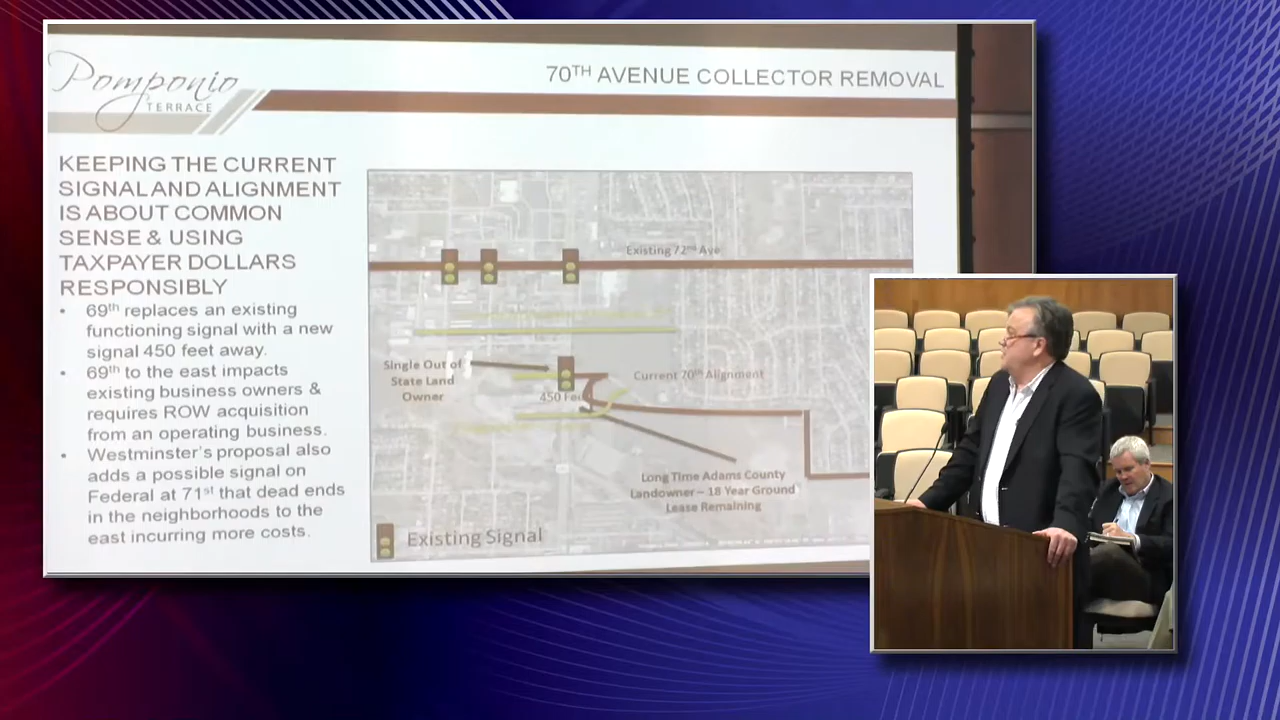 Pomponio
TERRACE
70TH AVENUE COLLECTOR REMOVAL
KEEPING THE CURRENT
SIGNAL AND ALIGNMENT
IS ABOUT COMMON
SENSE & USING
TAXPAYER DOLLARS
RESPONSIBLY
• 69th replaces an existing
functioning signal with a new
signal 450 feet away.
• 69th to the east impacts
existing business owners &
requires ROW acquisition
from an operating business.
• Westminster's proposal also
adds a possible signal on
Federal at 71st that dead ends
in the neighborhoods to the
east incurring more costs.
Existing 72nd Ave
Single Out of
State Land
Owner
Current 70th Alignment
450
Long Time Adams County
Landowner – 18 Year Ground
Lease Remaining
Existing Signal